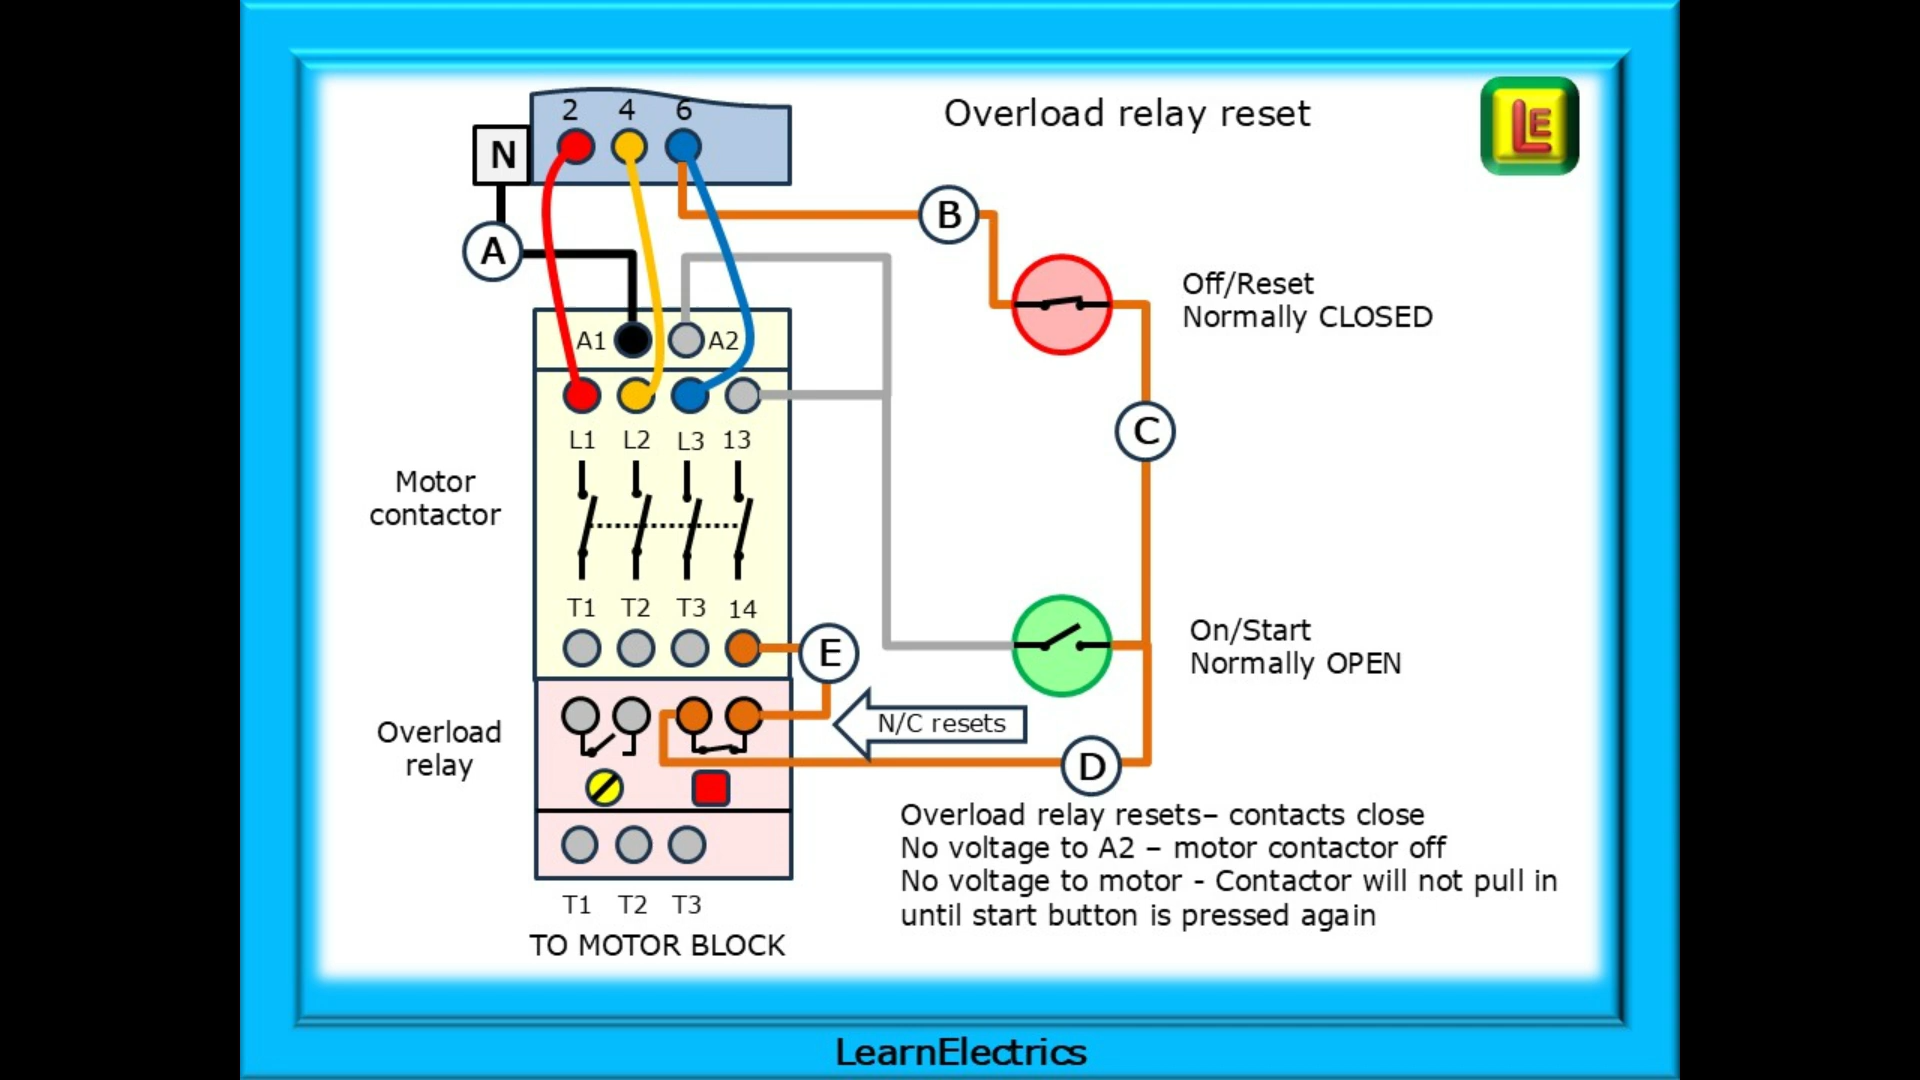 2 4 6
Overload relay reset
LE
N
B
A
Off/Reset
Normally CLOSED
A1 A2
C
L1 L2 L3 13
Motor
contactor
T1 T2 T3 14
E
On/Start
Normally OPEN
N/C resets
Overload
relay
D
Overload relay resets– contacts close
No voltage to A2 – motor contactor off
No voltage to motor - Contactor will not pull in
until start button is pressed again
T1 T2 T3
TO MOTOR BLOCK
LearnElectrics